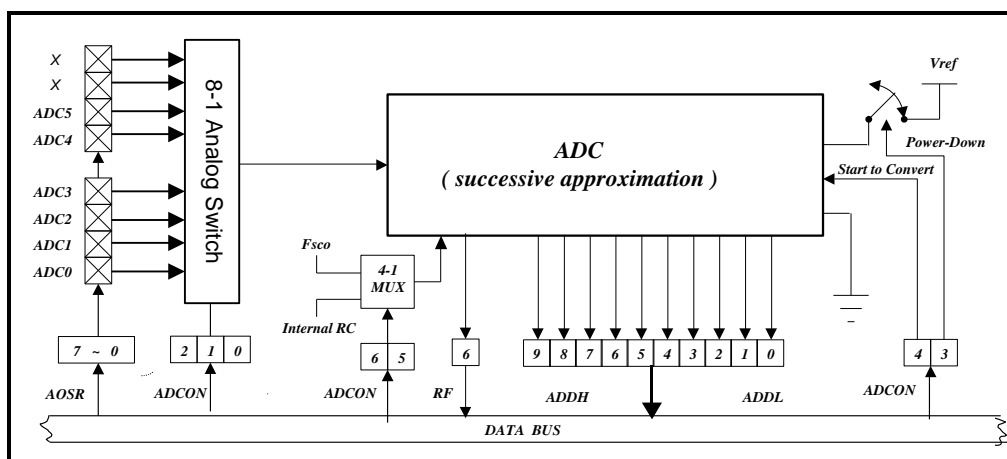 X
X
ADC5
ADC4
ADC3
ADC2
ADC1
ADC0
8-1 Analog Switch
ADC
( successive approximation )
Vref
Power-Down
Start to Convert
Fsco
4-1
MUX
Internal RC
7 ~ 0
2 1 0
6 5
6
9 8 7 6 5 4 3 2 1 0
4 3
AOSR
ADCON
ADCON
RF
ADDH
ADDL
ADCON
DATA BUS